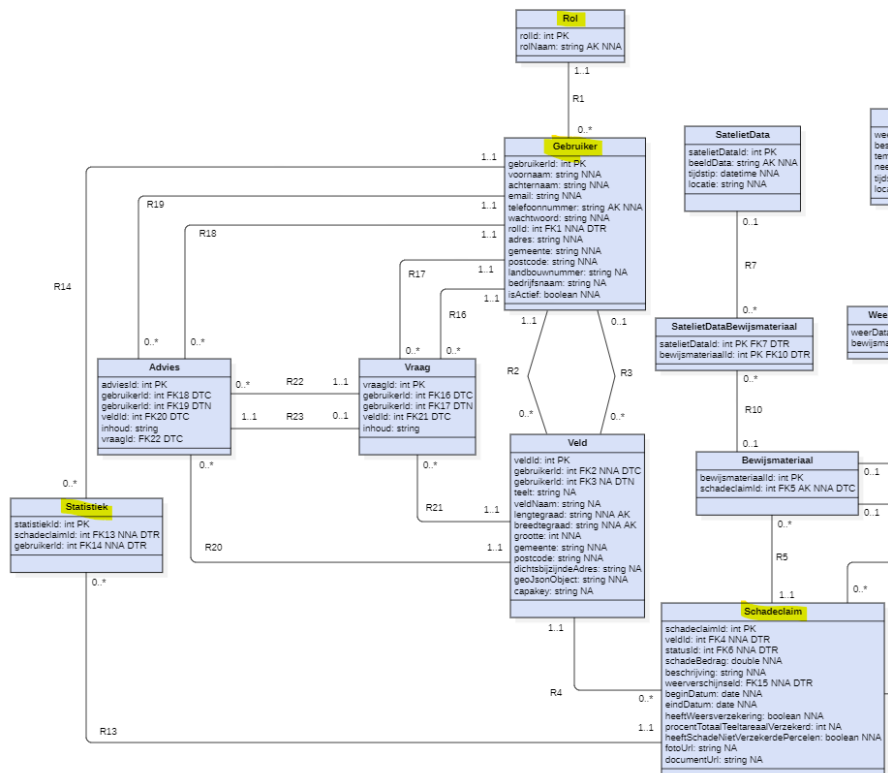 Rol
rolId: int PK
rolNaam: string AK NNA
1..1
R1
0..*
Gebruiker
gebruikerId: int PK
voornaam: string NNA
achternaam: string NNA
email: string NNA
telefoonnummer: string AK NNA
wachtwoord: string NNA
rolId: int FK1 NNA DTR
adres: string NNA
gemeente: string NNA
postcode: string NNA
landbouwnummer: string NA
bedrijfsnaam: string NA
isActief: boolean NNA
1..1
R14
R19
1..1
R18
1..1
R17
1..1
R16
1..1
1..1
0..1
R2
R3
0..*
0..*
SatelietData
satelietDataId: int PK
beeldData: string AK NNA
tijdstip: datetime NNA
locatie: string NNA
0..1
R7
0..*
SatelietDataBewijsmateriaal
satelietDataId: int PK FK7 DTR
bewijsmateriaalId: int PK FK10 DTR
0..*
R10
0..1
wee
bes
tem
nee
tijds
loca
Wee
weerData
bewijsma
0..*
0..*
Advies
adviesId: int PK
gebruikerId: int FK18 DTC
gebruikerId: int FK19 DTN
veldId: int FK20 DTC
inhoud: string
vraagId: FK22 DTC
0..*
R22
1..1
1..1
R23
0..1
0..*
0..*
Vraag
vraagId: int PK
gebruikerId: int FK16 DTC
gebruikerId: int FK17 DTN
veldId: int FK21 DTC
inhoud: string
0..*
0..*
R21
1..1
R20
1..1
Veld
veldId: int PK
gebruikerId: int FK2 NNA DTC
gebruikerId: int FK3 NA DTN
teelt: string NA
veldNaam: string NA
lengtegraad: string NNA AK
breedtegraad: string NNA AK
grootte: int NNA
gemeente: string NNA
postcode: string NNA
dichtsbijzijndeAdres: string NA
geoJsonObject: string NNA
capakey: string NA
1..1
R4
0..*
Bewijsmateriaal
bewijsmateriaalId: int PK
schadeclaimId: int FK5 AK NNA DTC
0..1
0..1
0..*
R5
1..1
0..*
0..*
Statistiek
statistiekId: int PK
schadeclaimId: int FK13 NNA DTR
gebruikerId: int FK14 NNA DTR
0..*
R13
1..1
Schadeclaim
schadeclaimId: int PK
veldId: int FK4 NNA DTR
statusId: int FK6 NNA DTR
schadeBedrag: double NNA
beschrijving: string NNA
weerverschijnseld: FK15 NNA DTR
beginDatum: date NNA
eindDatum: date NNA
heeftWeersverzekering: boolean NNA
procentTotaalTeeltareaalVerzekerd: int NA
heeftSchadeNietVerzekerdePercelen: boolean NNA
fotoUrl: string NA
documentUrl: string NA